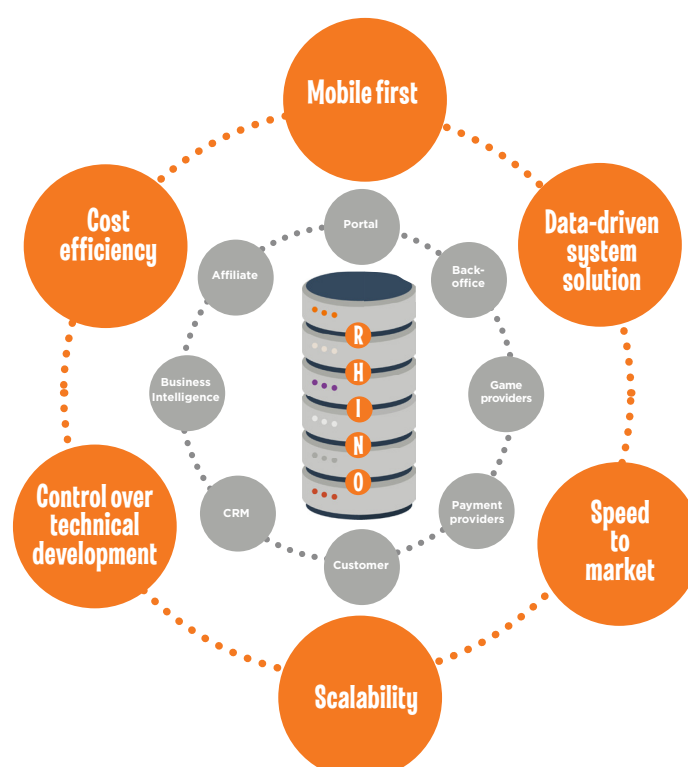 Mobile first
Cost
efficiency
Data-driven
system
solution
Portal
Affiliate
Back-
office
R
H
I
N
O
Business
Intelligence
Game
providers
CRM
Payment
providers
Customer
Control over
technical
development
Speed
to
market
Scalability